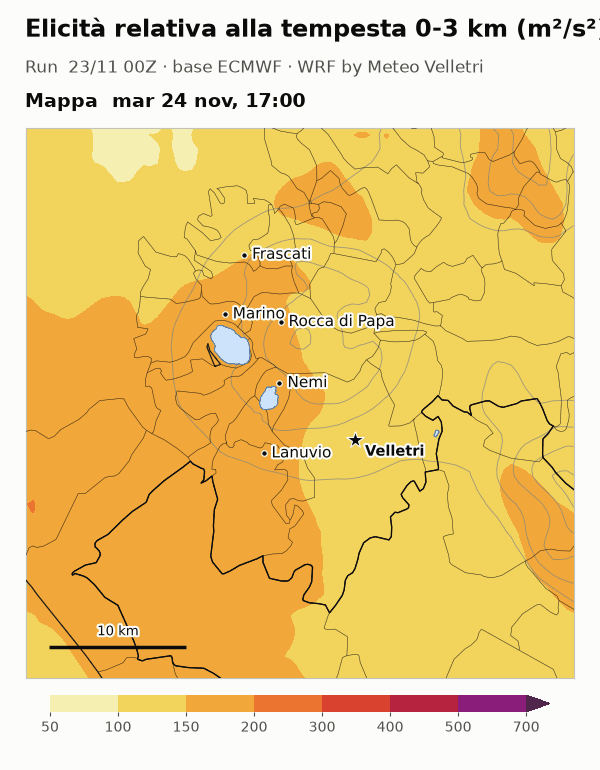 Elicità relativa alla tempesta 0-3 km (m²/s²)
Run  23/11 00Z · base ECMWF · WRF by Meteo Velletri
Mappa  mar 24 nov, 17:00
Frascati
Marino
Rocca di Papa
Nemi
Velletri
Lanuvio
10 km
50 100 150 200 300 400 500 700